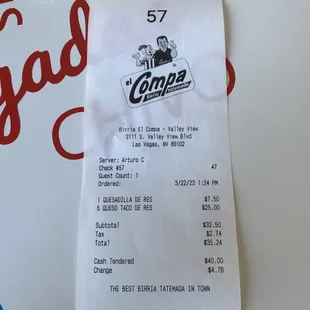 57
gad
el
Compa
Birria El Compa - Valley View
3111 S. Valley View Blvd
Las Vegas, NV 89102
Server: Arturo C
Check #57 47
Guest Count: 1
Ordered: 3/22/23 1:24 PM
1 QUESADILLA DE RES $7.50
5 QUESO TACO DE RES $25.00
Subtotal $32.50
Tax $2.74
Total $35.24
Cash Tendered $40.00
Change $4.76
THE BEST BIRRIA TATEMADA IN TOWN